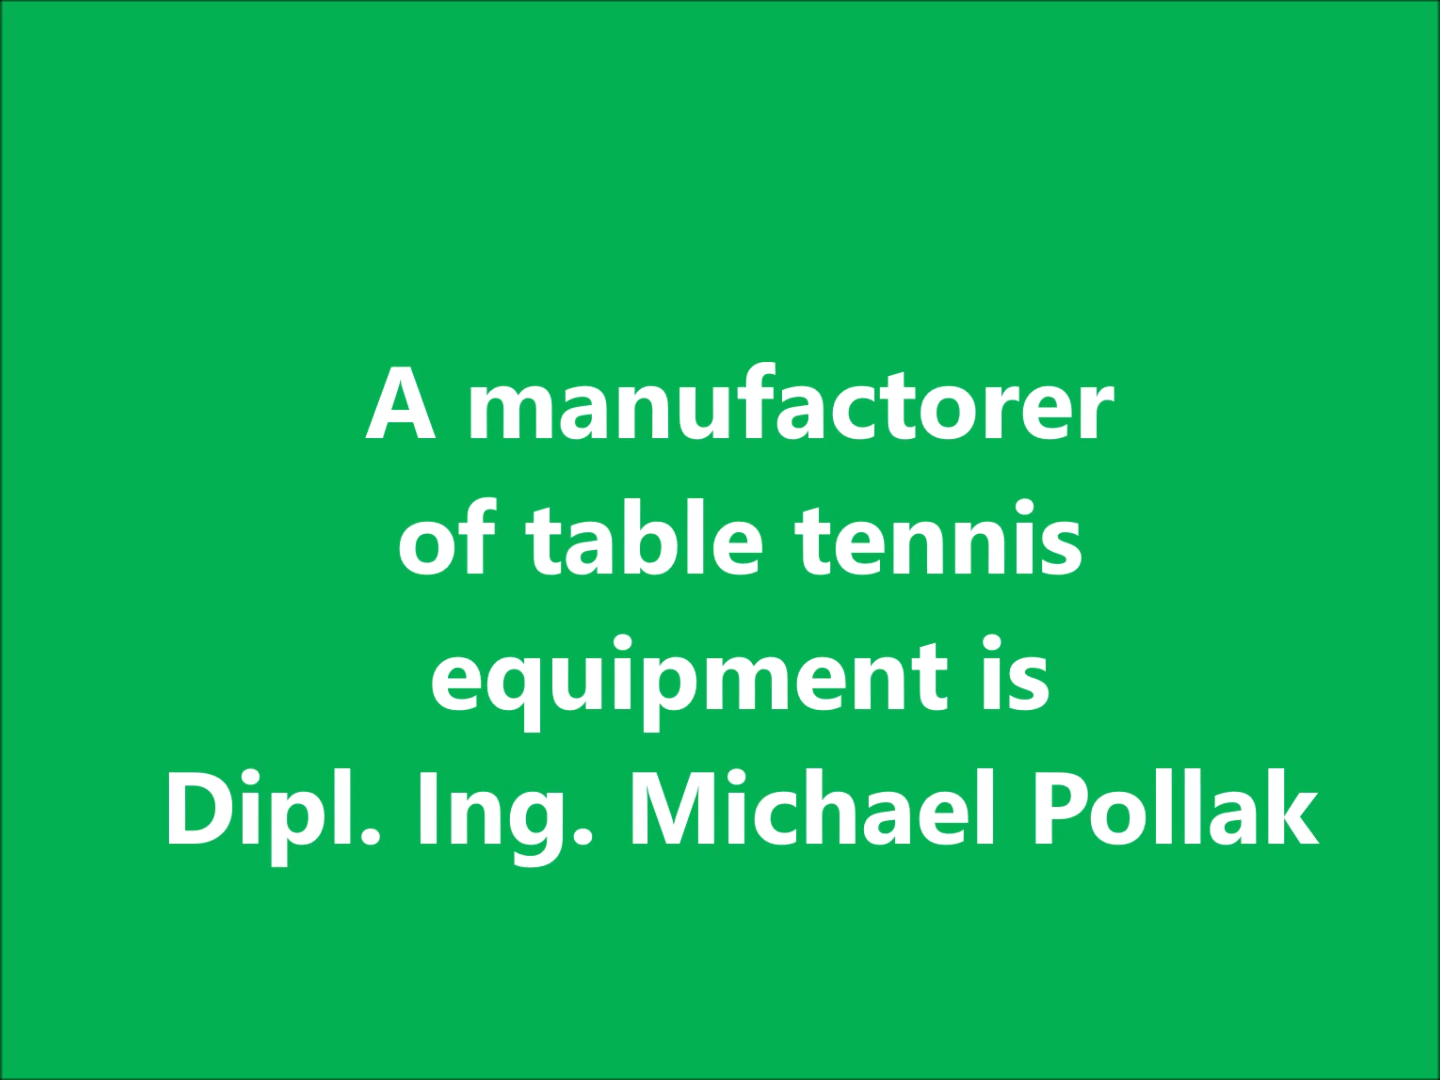 A manufactorer
of table tennis
equipment is
Dipl. Ing. Michael Pollak